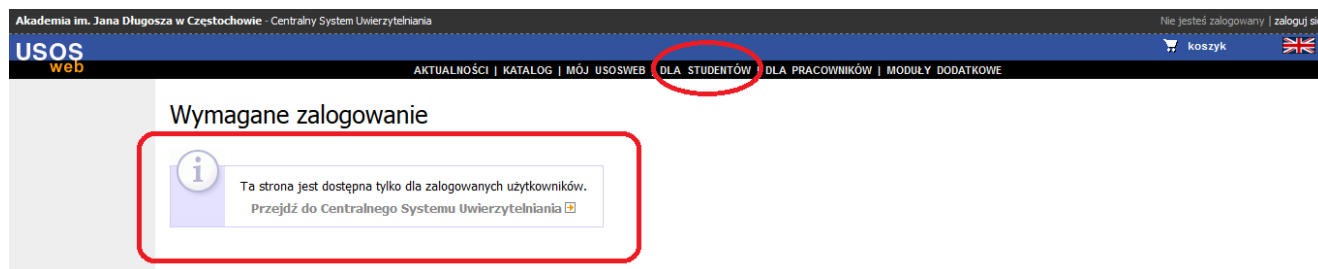 Akademia im. Jana Długosza w Częstochowie - Centralny System Uwierzytelniania
Nie jesteś zalogowany | zaloguj się
USOS
web
koszyk
AKTUALNOŚCI | KATALOG | MÓJ USOSWEB | DLA STUDENTÓW | DLA PRACOWNIKÓW | MODUŁY DODATKOWE
Wymagane zalogowanie
i
Ta strona jest dostępna tylko dla zalogowanych użytkowników.
Przejdź do Centralnego Systemu Uwierzytelniania